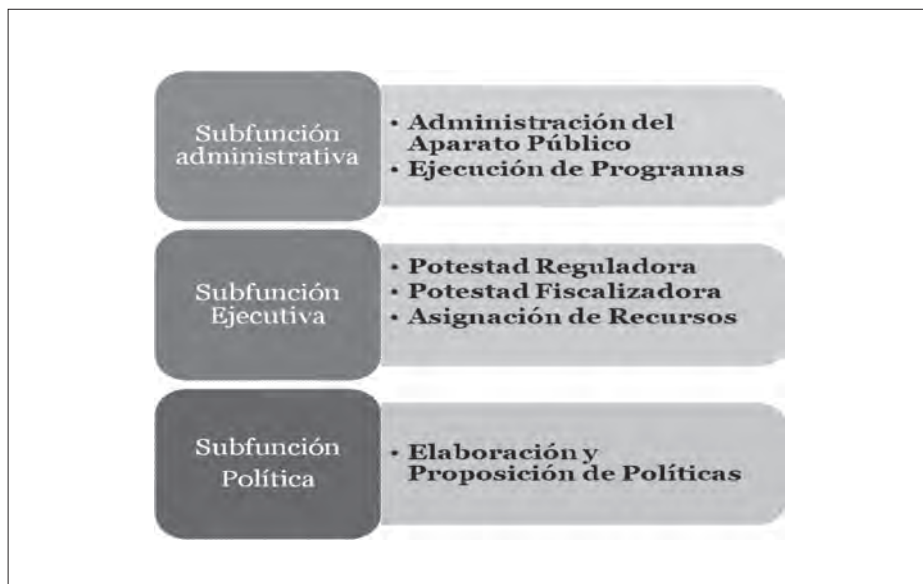 Subfunción
administrativa
• Administración del
Aparato Público
• Ejecución de Programas
Subfunción
Ejecutiva
• Potestad Reguladora
• Potestad Fiscalizadora
• Asignación de Recursos
Subfunción
Política
• Elaboración y
Proposición de Políticas